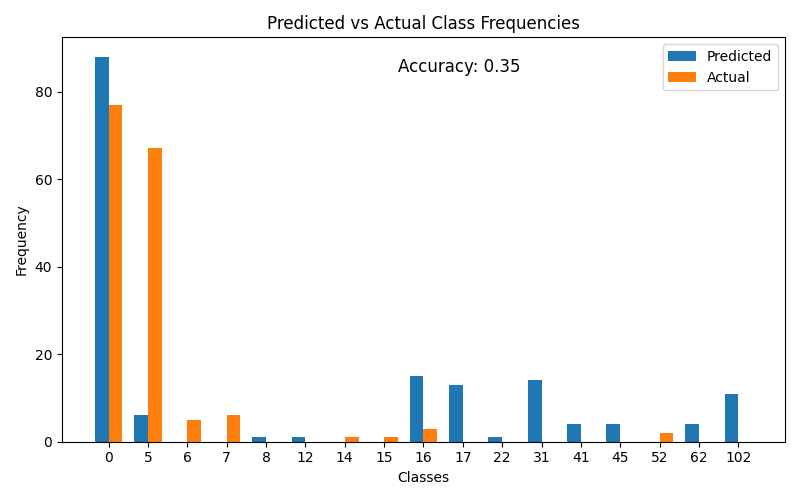 Predicted vs Actual Class Frequencies
Accuracy: 0.35
Predicted
Actual
Frequency
80
60
40
20
0
0 5 6 7 8 12 14 15 16 17 22 31 41 45 52 62 102
Classes